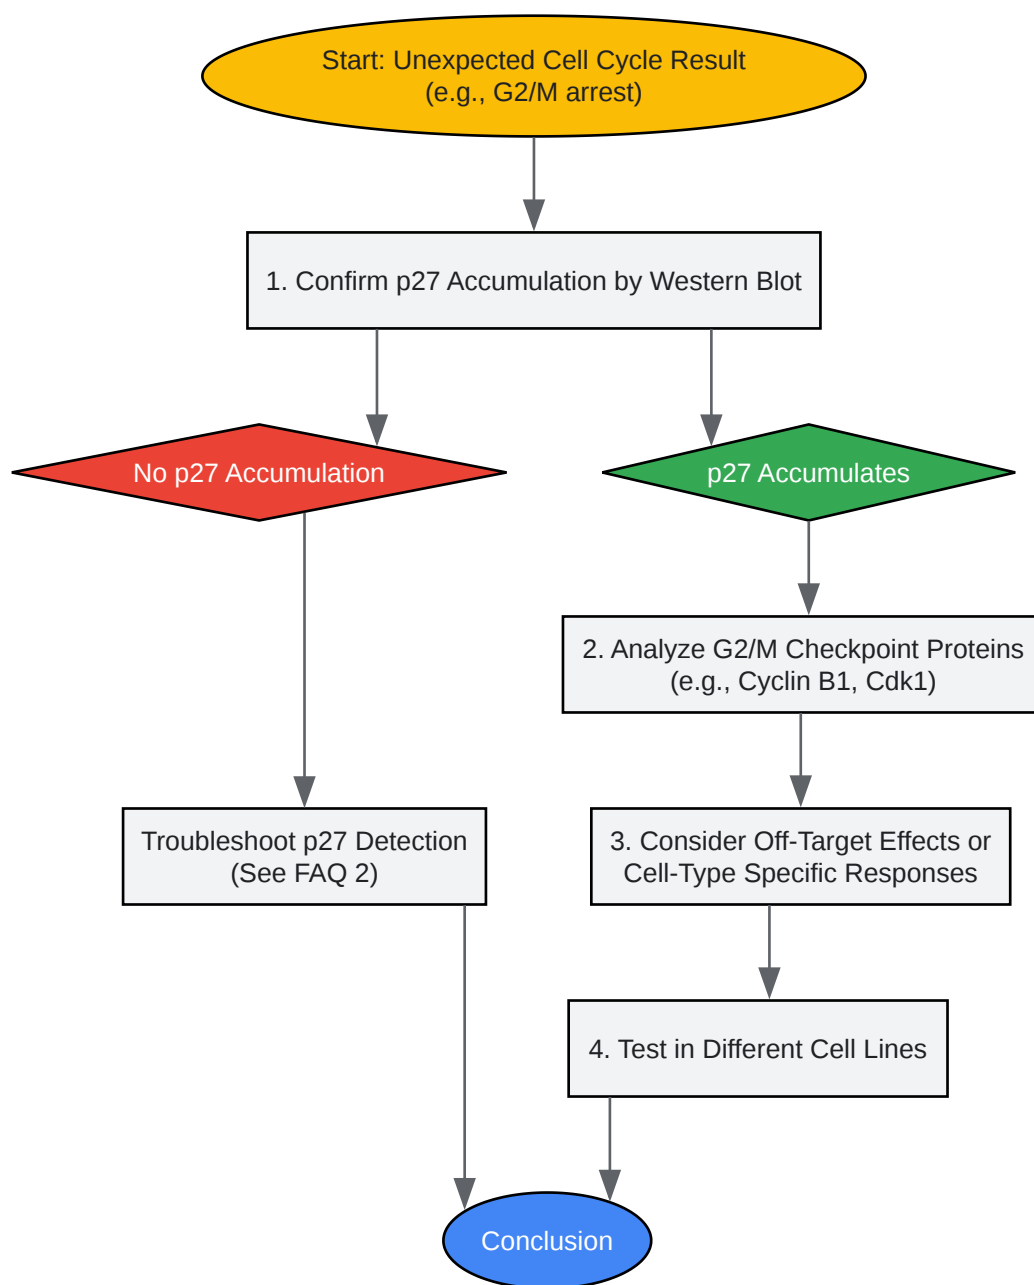 Start: Unexpected Cell Cycle Result
(e.g., G2/M arrest)
1. Confirm p27 Accumulation by Western Blot
No p27 Accumulation
p27 Accumulates
2. Analyze G2/M Checkpoint Proteins
(e.g., Cyclin B1, Cdk1)
Troubleshoot p27 Detection
(See FAQ 2)
3. Consider Off-Target Effects or
Cell-Type Specific Responses
4. Test in Different Cell Lines
Conclusion